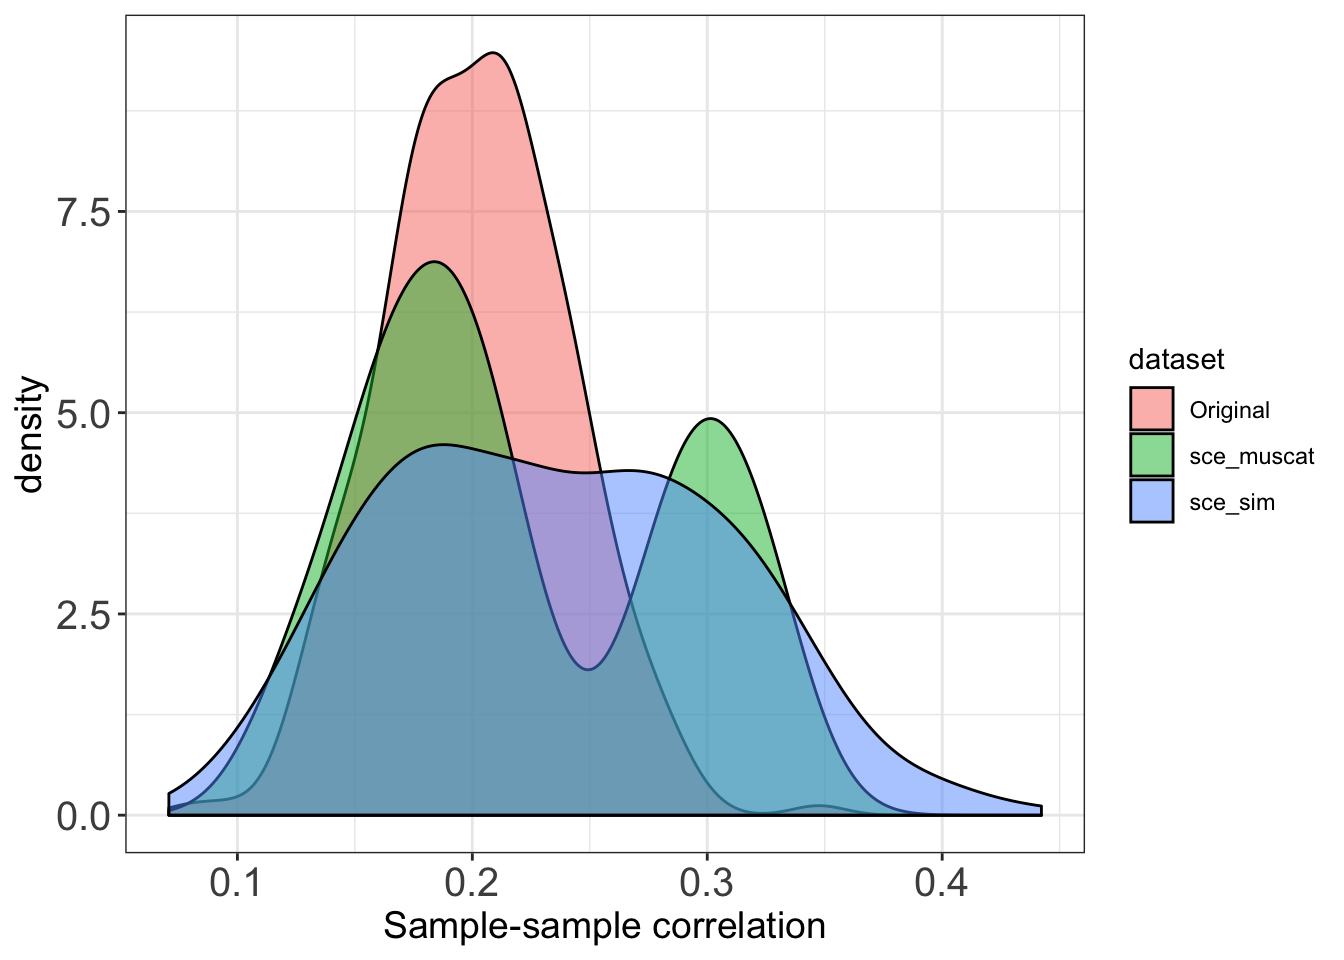 density
7.5
5.0
2.5
0.0
0.1
0.2
0.3
0.4
Sample-sample correlation
dataset
Original
sce_muscat
sce_sim